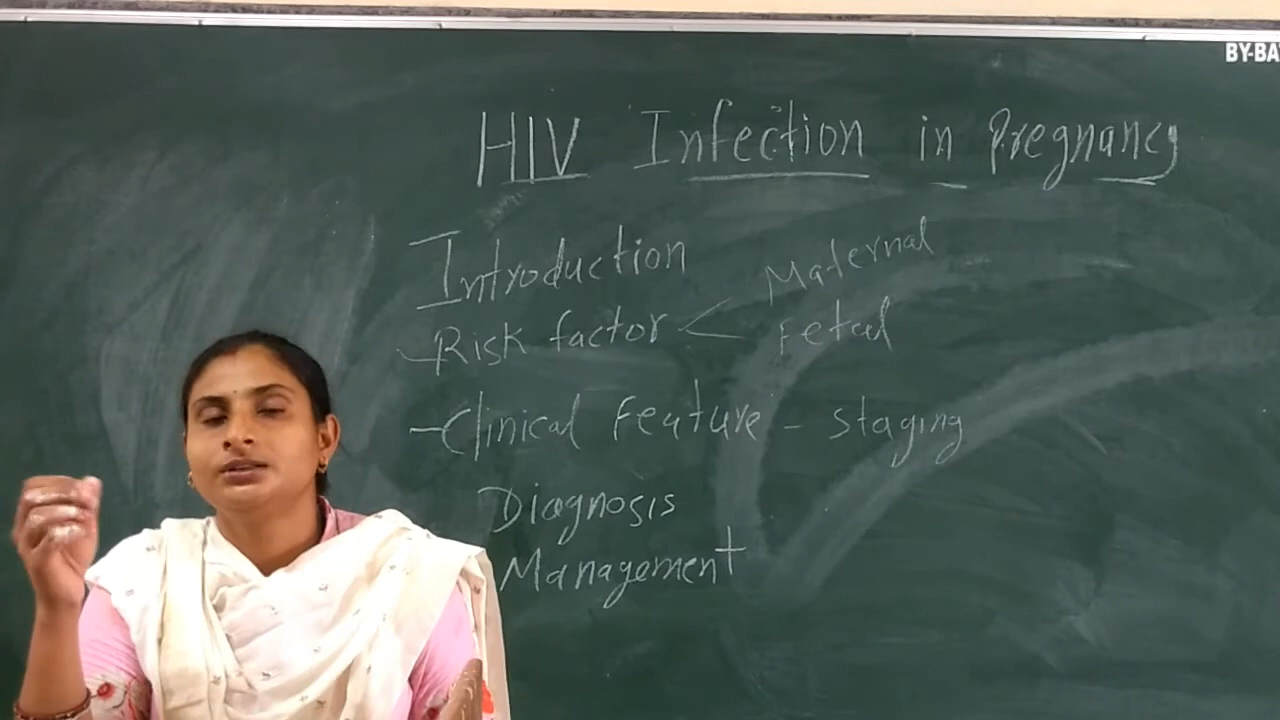 BY-BA
HIV Infection in Pregnancy
Introduction
- Risk factor < Maternal
Fetal
- Clinical Feature - staging
Diagnosis
Management